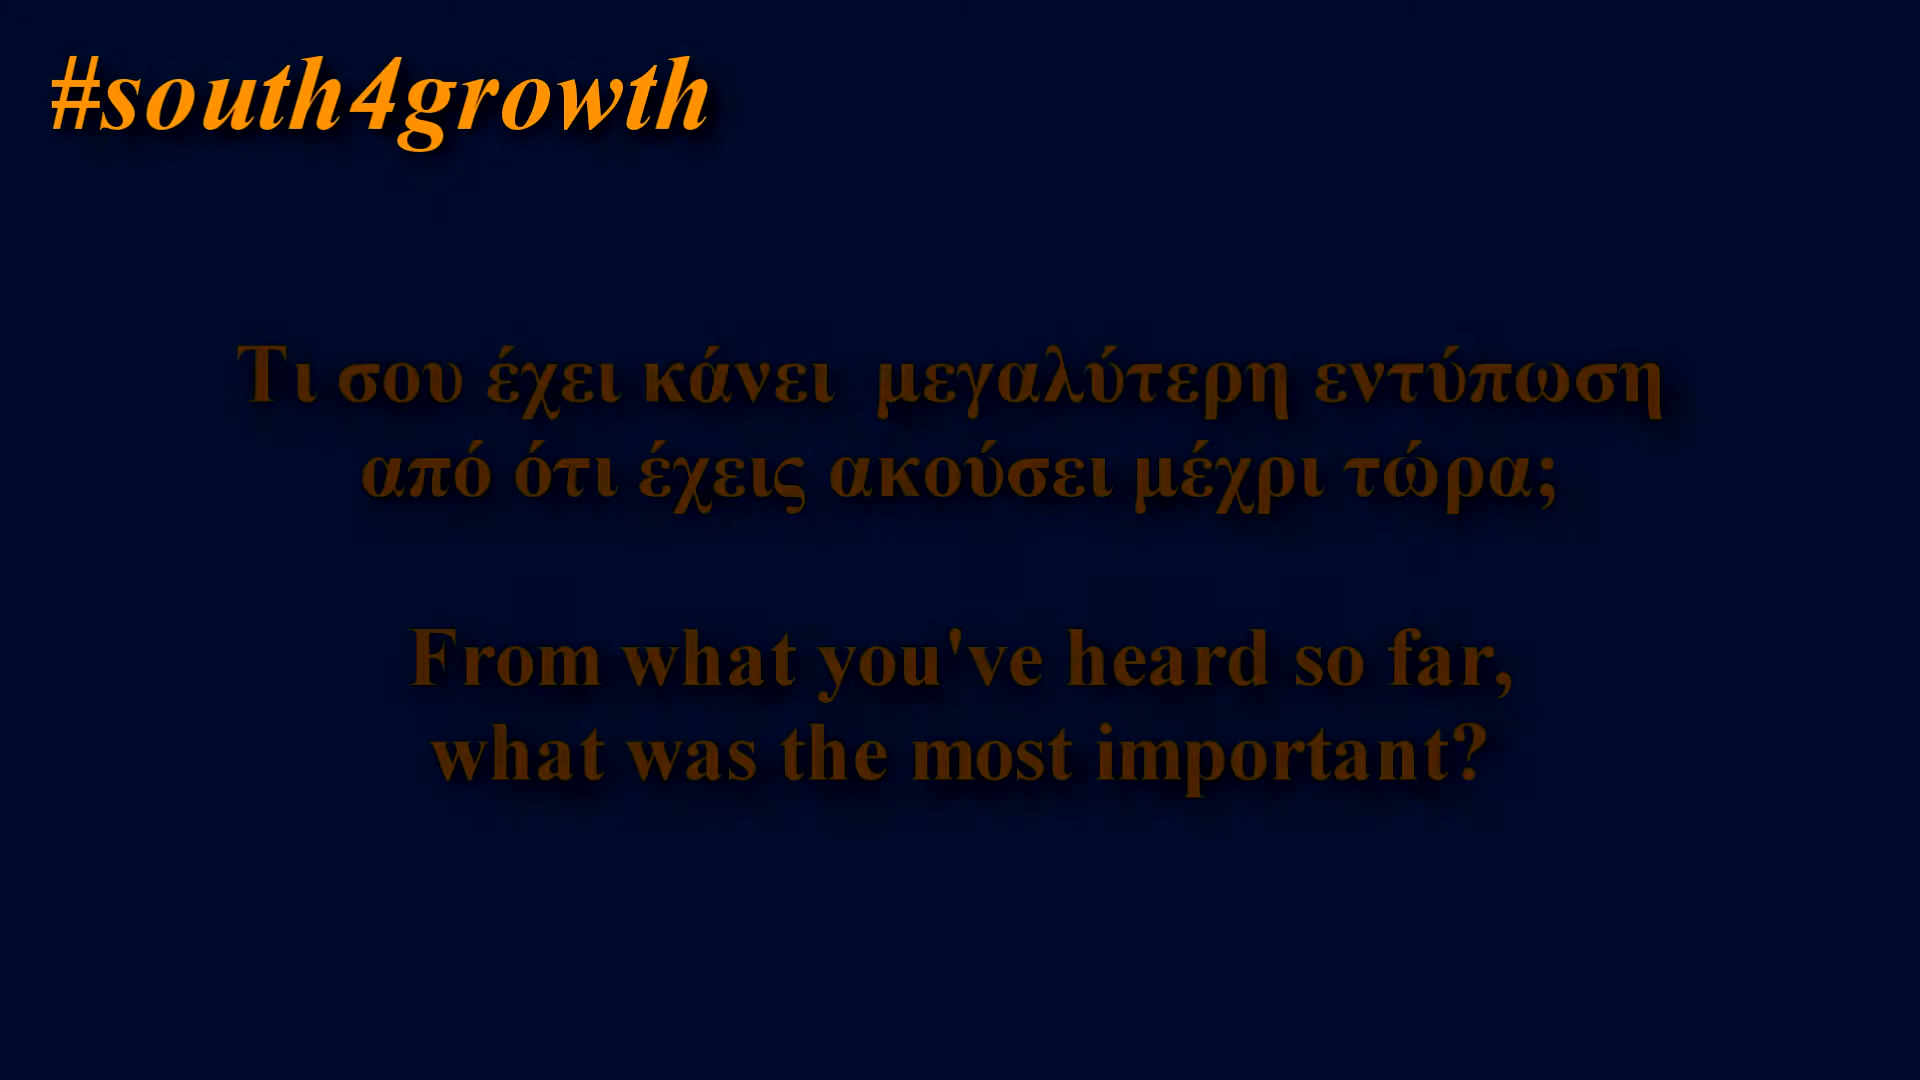 #south4growth
Τι σου έχει κάνει  μεγαλύτερη εντύπωση
από ότι έχεις ακούσει μέχρι τώρα;
From what you've heard so far,
what was the most important?